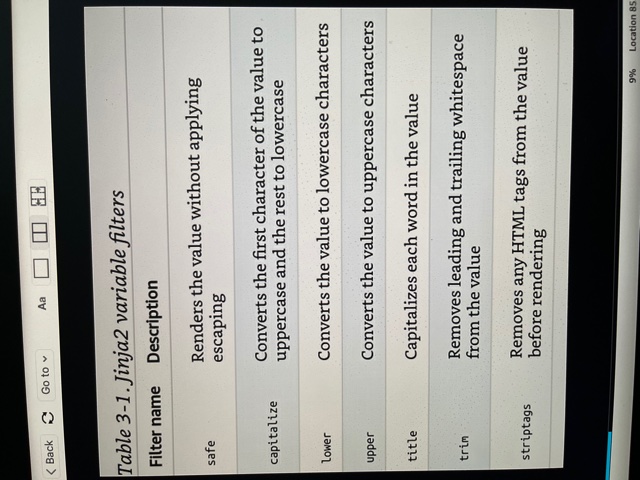 Back
Go to
Aa
Table 3-1. Jinja2 variable filters
Filter name Description
safe
Renders the value without applying
escaping
capitalize
Converts the first character of the value to
uppercase and the rest to lowercase
lower
Converts the value to lowercase characters
upper
Converts the value to uppercase characters
title
Capitalizes each word in the value
trim
Removes leading and trailing whitespace
from the value
striptags
Removes any HTML tags from the value
before rendering
9% Location 85